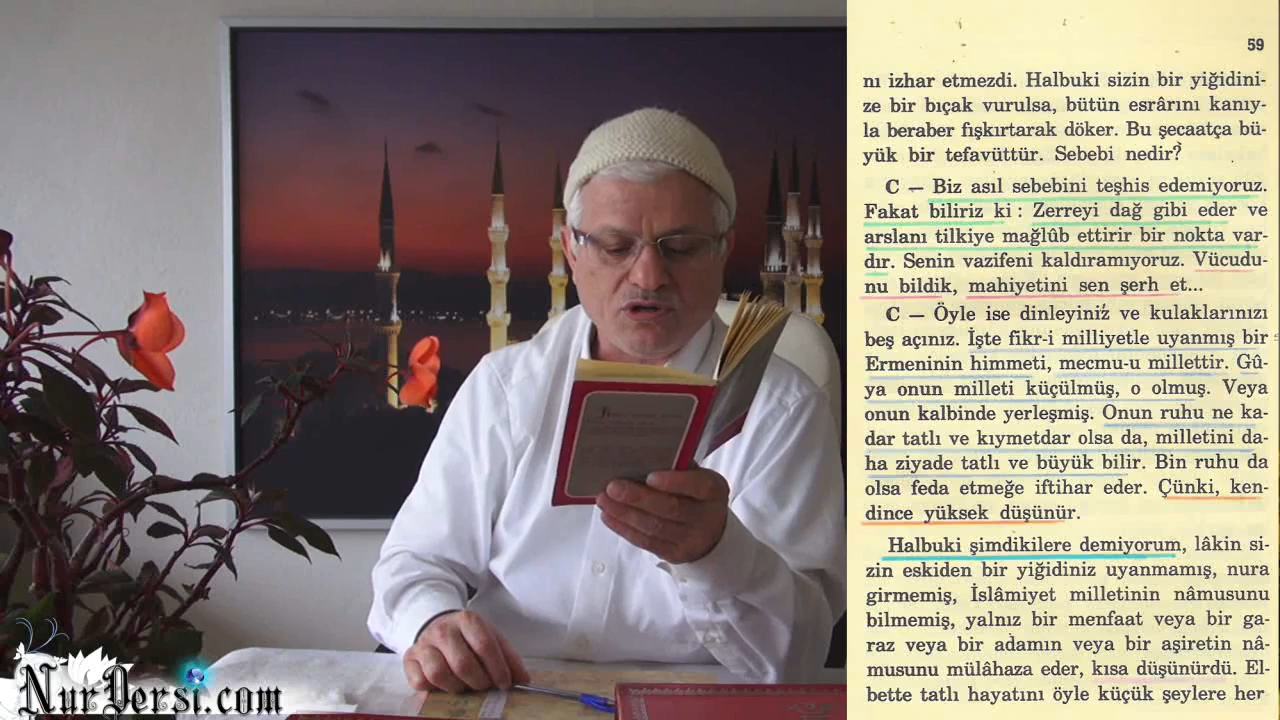 59
nı izhar etmezdi. Halbuki sizin bir yiğidini-
ze bir bıçak vurulsa, bütün esrârını kanıy-
la beraber fışkırtarak döker. Bu şecaatça bü-
yük bir tefavüttür. Sebebi nedir?
C — Biz asıl sebebini teşhis edemiyoruz.
Fakat biliriz ki : Zerreyi dağ gibi eder ve
arslanı tilkiye mağlûb ettirir bir nokta var-
dır. Senin vazifeni kaldıramıyoruz. Vücudu-
nu bildik, mahiyetini sen şerh et...
C — Öyle ise dinleyiniz ve kulaklarınızı
beş açınız. İşte fikr-i milliyetle uyanmış bir
Ermeninin himmeti, mecmu-u millettir. Gû-
ya onun milleti küçülmüş, o olmuş. Veya
onun kalbinde yerleşmiş. Onun ruhu ne ka-
dar tatlı ve kıymetdar olsa da, milletini da-
ha ziyade tatlı ve büyük bilir. Bin ruhu da
olsa feda etmeğe iftihar eder. Çünki, ken-
dince yüksek düşünür.
Halbuki şimdikilere demiyorum, lâkin si-
zin eskiden bir yiğidiniz uyanmamış, nura
girmemiş, İslâmiyet milletinin nâmusunu
bilmemiş, yalnız bir menfaat veya bir ga-
raz veya bir adamın veya bir aşiretin nâ-
musunu mülâhaza eder, kısa düşünürdü. El-
bette tatlı hayatını öyle küçük şeylere her
NurDersi.com